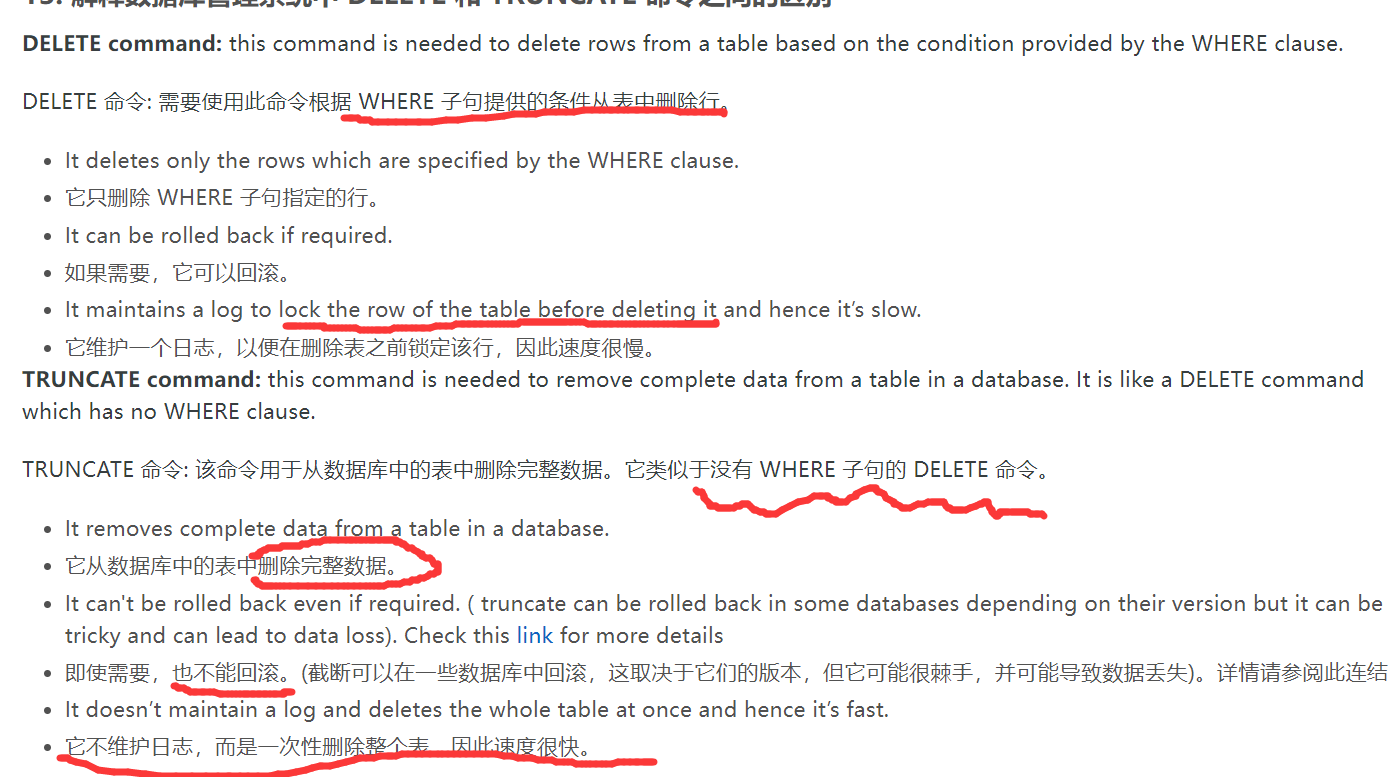 DELETE 和 TRUNCATE 命令之间的区别
DELETE command: this command is needed to delete rows from a table based on the condition provided by the WHERE clause.
DELETE 命令: 需要使用此命令根据 WHERE 子句提供的条件从表中删除行。
It deletes only the rows which are specified by the WHERE clause.
它只删除 WHERE 子句指定的行。
It can be rolled back if required.
如果需要，它可以回滚。
It maintains a log to lock the row of the table before deleting it and hence it’s slow.
它维护一个日志，以便在删除表之前锁定该行，因此速度很慢。
TRUNCATE command: this command is needed to remove complete data from a table in a database. It is like a DELETE command
which has no WHERE clause.
TRUNCATE 命令: 该命令用于从数据库中的表中删除完整数据。它类似于没有 WHERE 子句的 DELETE 命令。
It removes complete data from a table in a database.
它从数据库中的表中删除完整数据。
It can't be rolled back even if required. ( truncate can be rolled back in some databases depending on their version but it can be
tricky and can lead to data loss). Check this link for more details
即使需要，也不能回滚。(截断可以在一些数据库中回滚，这取决于它们的版本，但它可能很棘手，并可能导致数据丢失)。详情请参阅此连结
It doesn’t maintain a log and deletes the whole table at once and hence it’s fast.
它不维护日志，而是一次性删除整个表，因此速度很快。